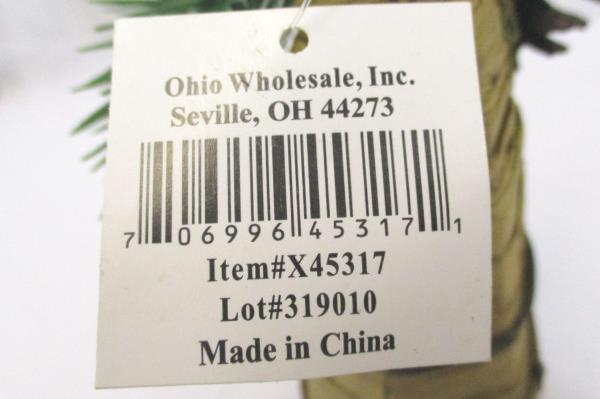 Ohio Wholesale, Inc.
Seville, OH 44273
7 06996 45317 1
Item#X45317
Lot#319010
Made in China